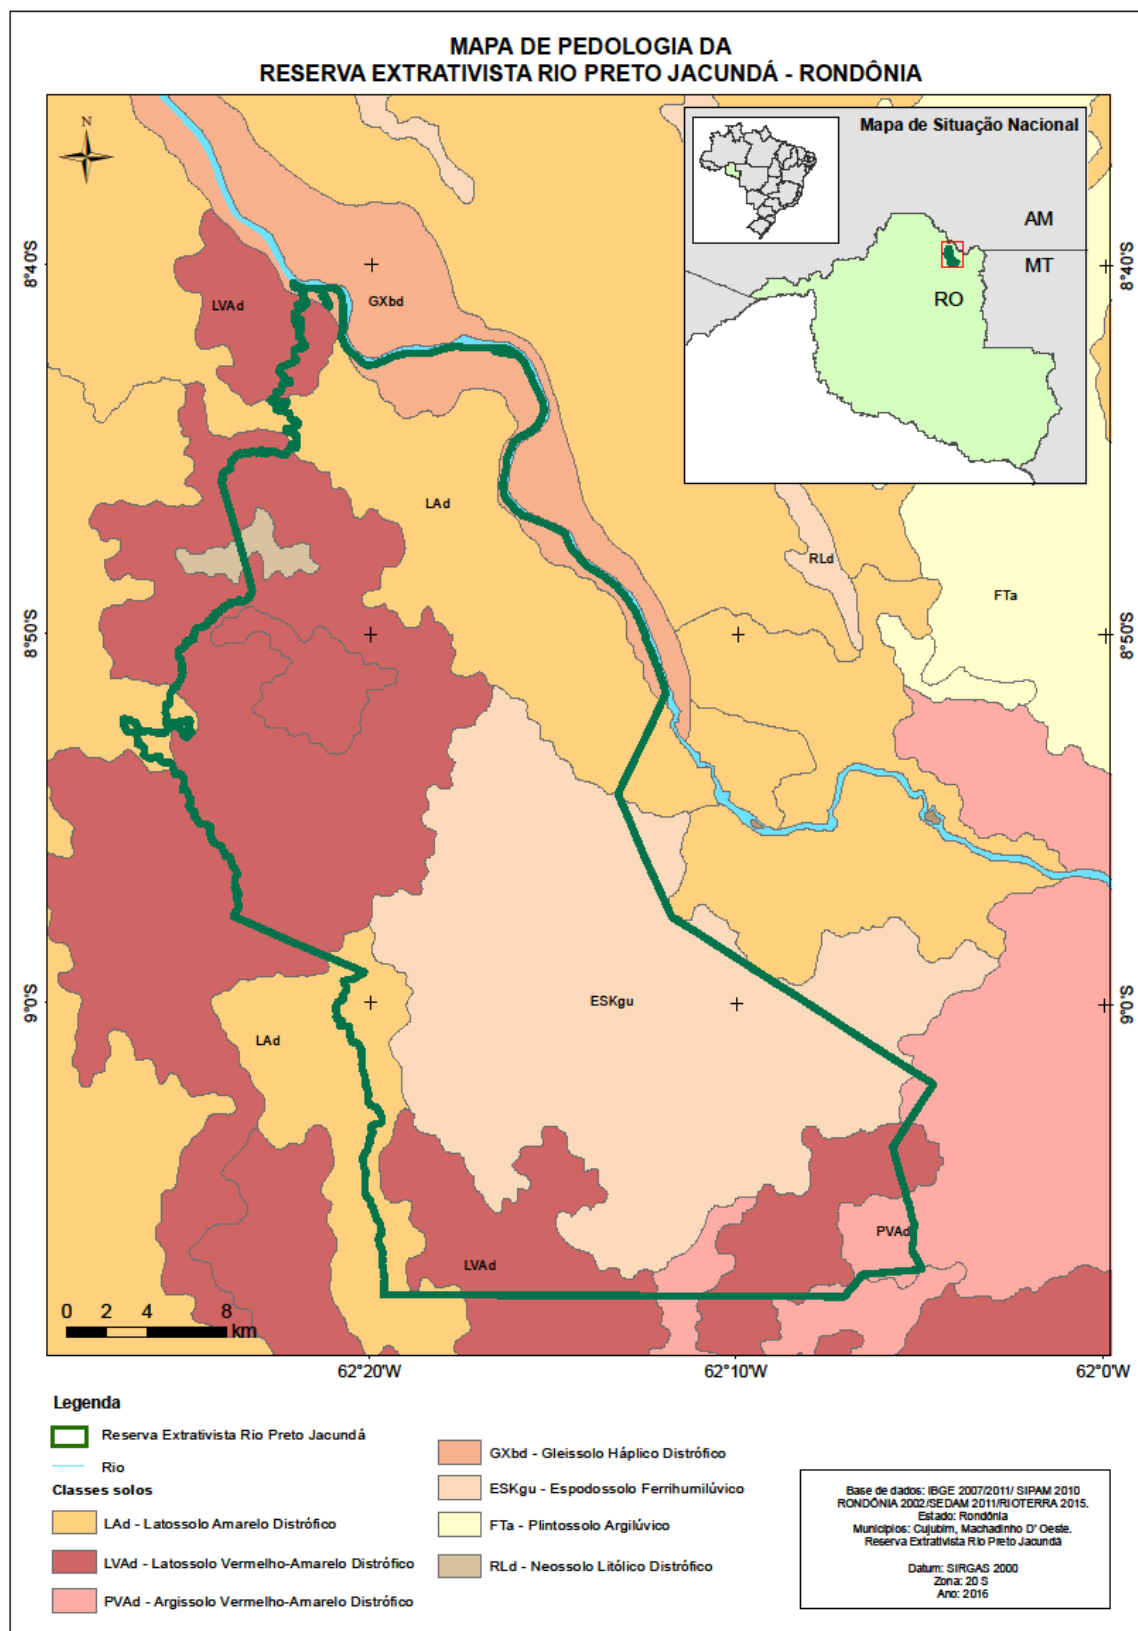 MAPA DE PEDOLOGIA DA
RESERVA EXTRATIVISTA RIO PRETO JACUNDÁ - RONDÔNIA
N
Mapa de Situação Nacional
AM
MT
RO
8°40'S
8°40'S
LVAd
GXbd
LAd
RLd
FTa
8°50'S
8°50'S
ESKgu
9°0'S
9°0'S
LAd
PVAd
LVAd
0 2 4 8
km
62°20'W
62°10'W
62°0'W
Legenda
Reserva Extrativista Rio Preto Jacundá
Rio
Classes solos
LAd - Latossolo Amarelo Distrófico
LVAd - Latossolo Vermelho-Amarelo Distrófico
PVAd - Argissolo Vermelho-Amarelo Distrófico
GXbd - Gleissolo Háplico Distrófico
ESKgu - Espodossolo Ferrihumilúvico
FTa - Plintossolo Argilúvico
RLd - Neossolo Litólico Distrófico
Base de dados: IBGE 2007/2011/ SIPAM 2010
RONDÔNIA 2002/SEDAM 2011/RIOTERRA 2015.
Estado: Rondônia
Municípios: Cujubim, Machadinho D' Oeste.
Reserva Extrativista Rio Preto Jacundá
Datum: SIRGAS 2000
Zona: 20 S
Ano: 2016